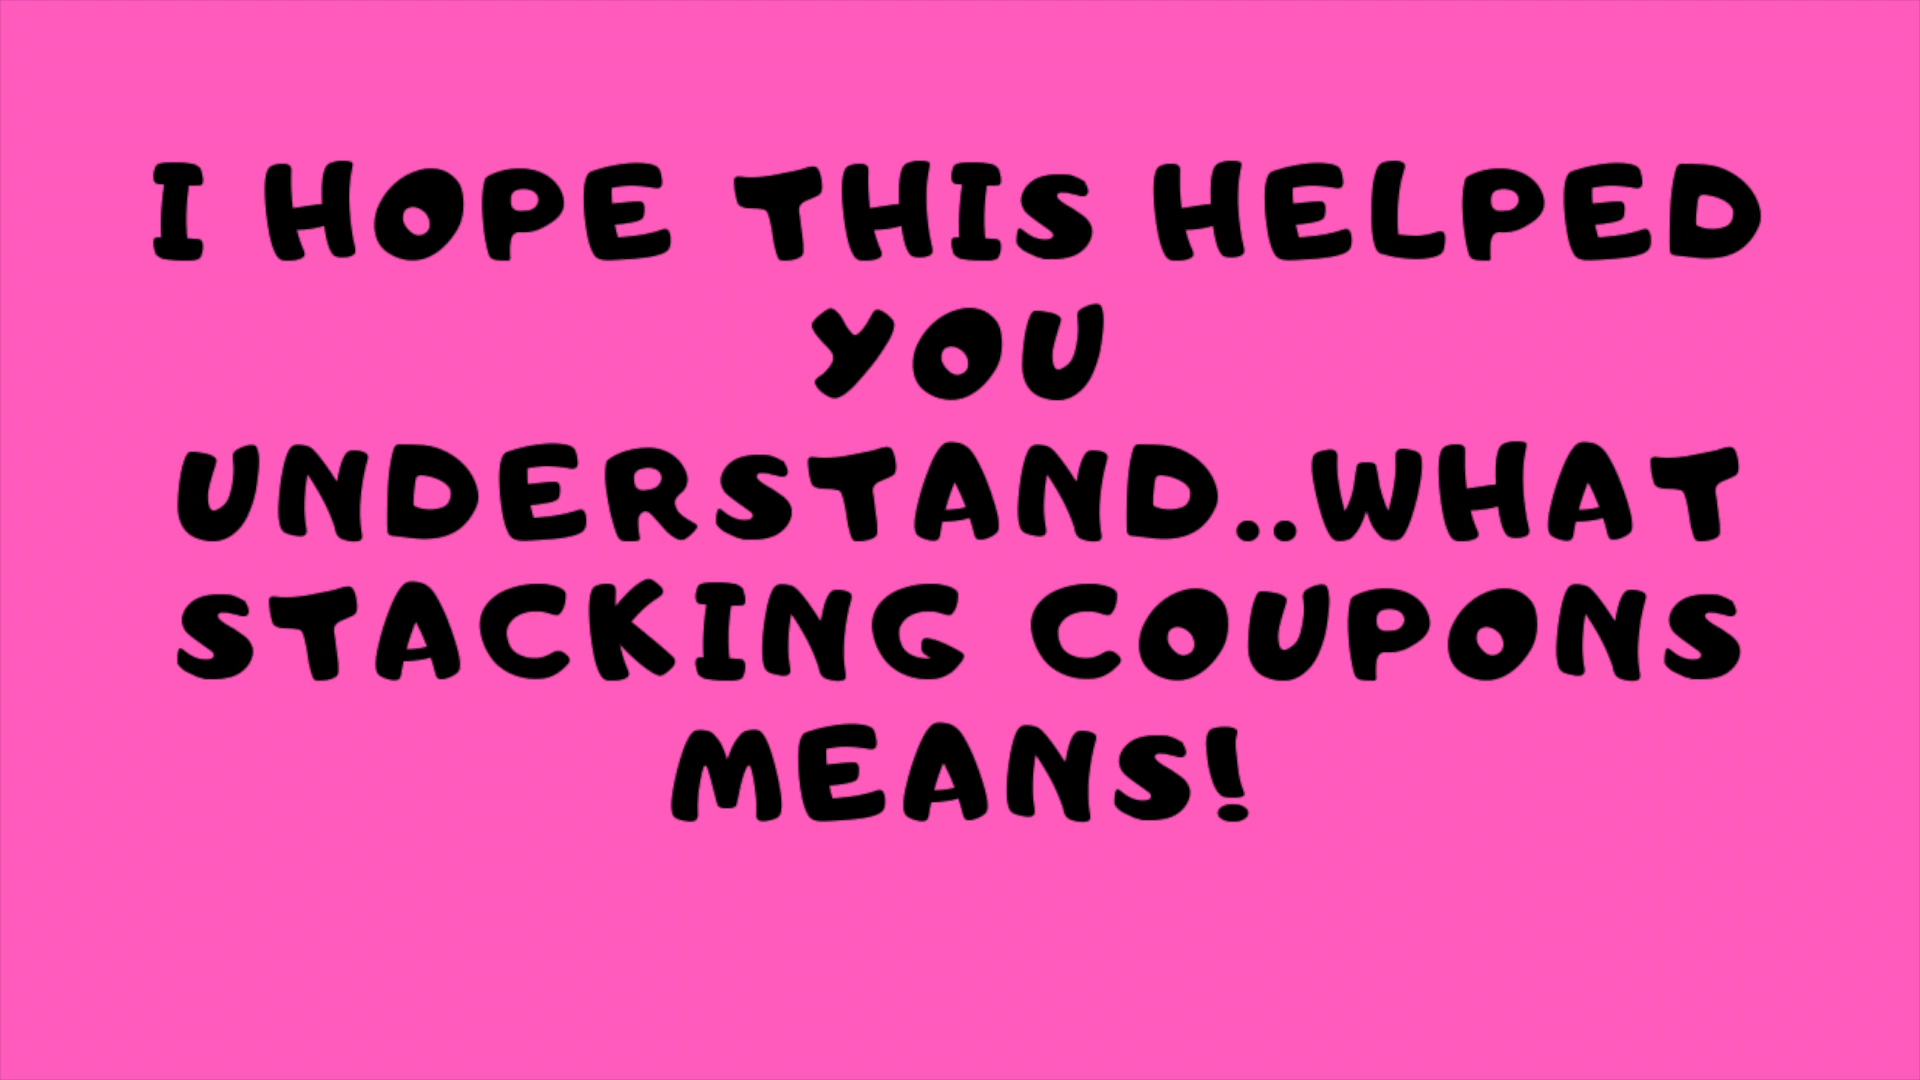 I HOPE THIS HELPED
YOU
UNDERSTAND..WHAT
STACKING COUPONS
MEANS!